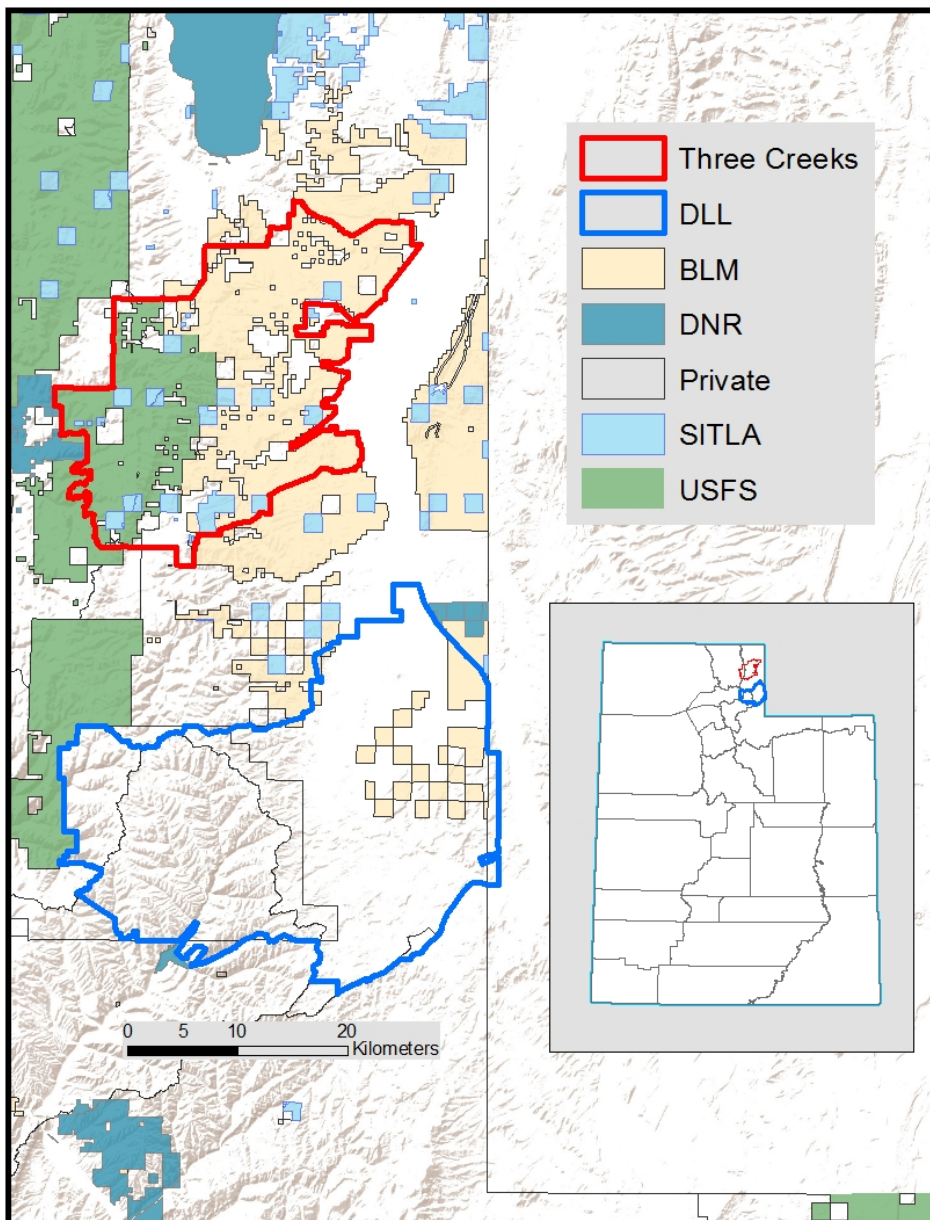 Three Creeks
DLL
BLM
DNR
Private
SITLA
USFS
0 5 10 20
Kilometers